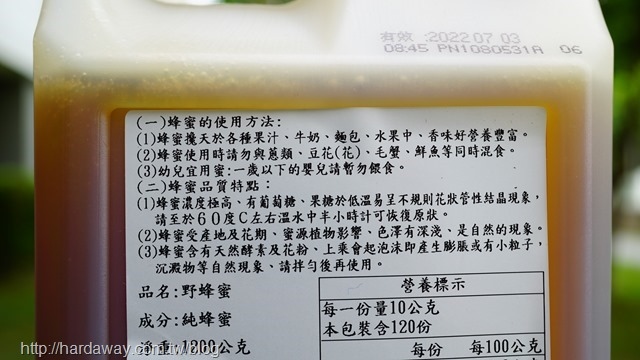 有效 :2022 07 03
08:45 PN1080531A 06
(一)蜂蜜的使用方法:
(1)蜂蜜攙天於各種果汁、牛奶、麵包、水果中、香味好營養豐富。
(2)蜂蜜使用時請勿與蔥類、豆花(花)、毛蟹、鮮魚等同時混食。
(3)幼兒宜用蜜:一歲以下的嬰兒請暫勿餵食。
(二)蜂蜜品質特點:
(1)蜂蜜濃度極高、有葡萄糖、果糖於低溫易呈不規則花狀管性結晶現象,
請至於60度C左右溫水中半小時計可恢復原狀。
(2)蜂蜜受產地及花期、蜜源植物影響、色澤有深淺、是自然的現象。
(3)蜂蜜含有天然酵素及花粉、上乘會起泡沫即產生膨脹或有小粒子,
沉澱物等自然現象、請拌勻後再使用。
品名:野蜂蜜
成分:純蜂蜜
淨重:1800公克
營養標示
每一份量10公克
本包裝含120份
每份 每100公克
http://hardaway.com.tw/blog